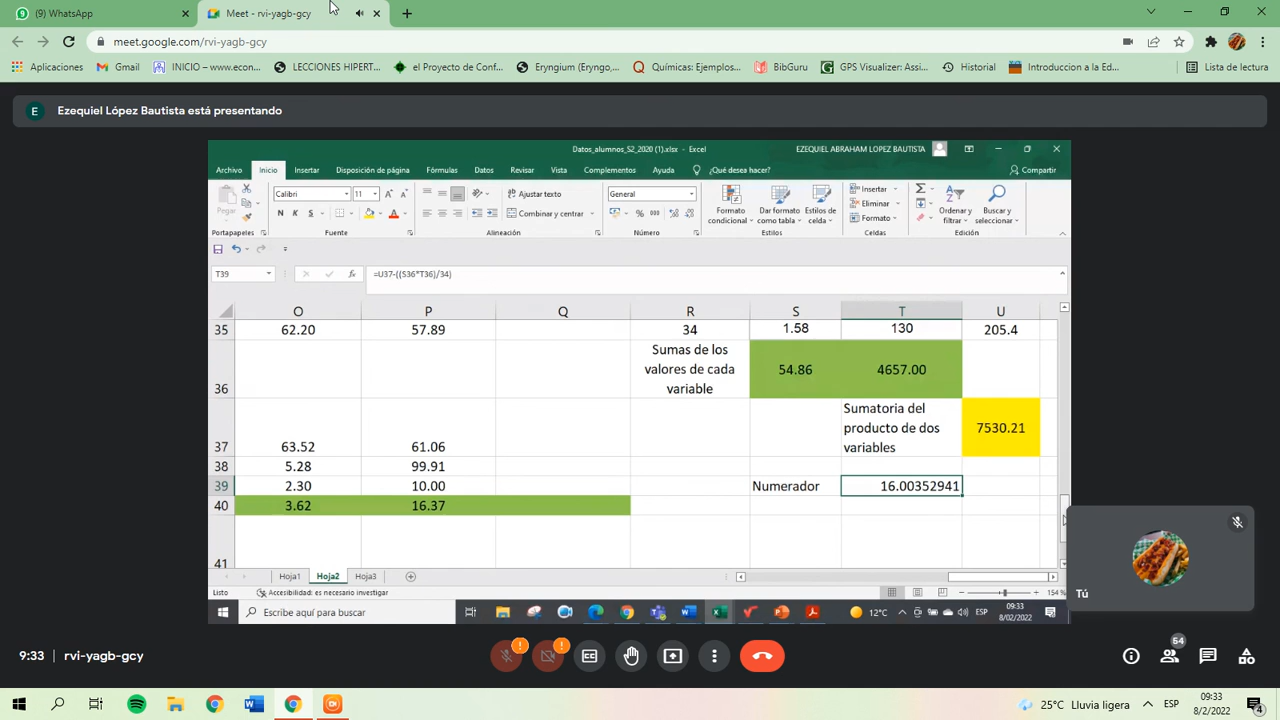 (9) WhatsApp
Meet - rvi-yagb-gcy
meet.google.com/rvi-yagb-gcy
Aplicaciones
Gmail
INICIO – www.econ...
LECCIONES HIPERT...
el Proyecto de Conf...
Eryngium (Eryngo,...
Químicas: Ejemplos...
BibGuru
GPS Visualizer: Assi...
Historial
Introduccion a la Ed...
Lista de lectura
E
Ezequiel López Bautista está presentando
Datos_alumnos_S2_2020 (1).xlsx - Excel
EZEQUIEL ABRAHAM LOPEZ BAUTISTA
Archivo Inicio Insertar Disposición de página Fórmulas Datos Revisar Vista Complementos Ayuda ¿Qué desea hacer? Compartir
Pegar
Calibri 11
Ajustar texto
General
Insertar
N K S
Combinar y centrar
% 000
Eliminar
Formato
Formato condicional
Dar formato como tabla
Estilos de celda
Ordenar y filtrar
Buscar y seleccionar
Portapapeles Fuente Alineación Número Estilos Celdas Edición
T39 fx =U37-((S36*T36)/34)
O P Q R S T U
35 62.20 57.89 34 1.58 130 205.4
Sumas de los
valores de cada
variable
36 54.86 4657.00
Sumatoria del
producto de dos
variables
37 63.52 61.06 7530.21
38 5.28 99.91
39 2.30 10.00 Numerador 16.00352941
40 3.62 16.37
41
Hoja1 Hoja2 Hoja3
Listo Accesibilidad: es necesario investigar 154 %
Escribe aquí para buscar
12°C
ESP
09:33
8/02/2022
Tú
9:33
rvi-yagb-gcy
64
25°C Lluvia ligera
ESP
09:33
8/2/2022
4